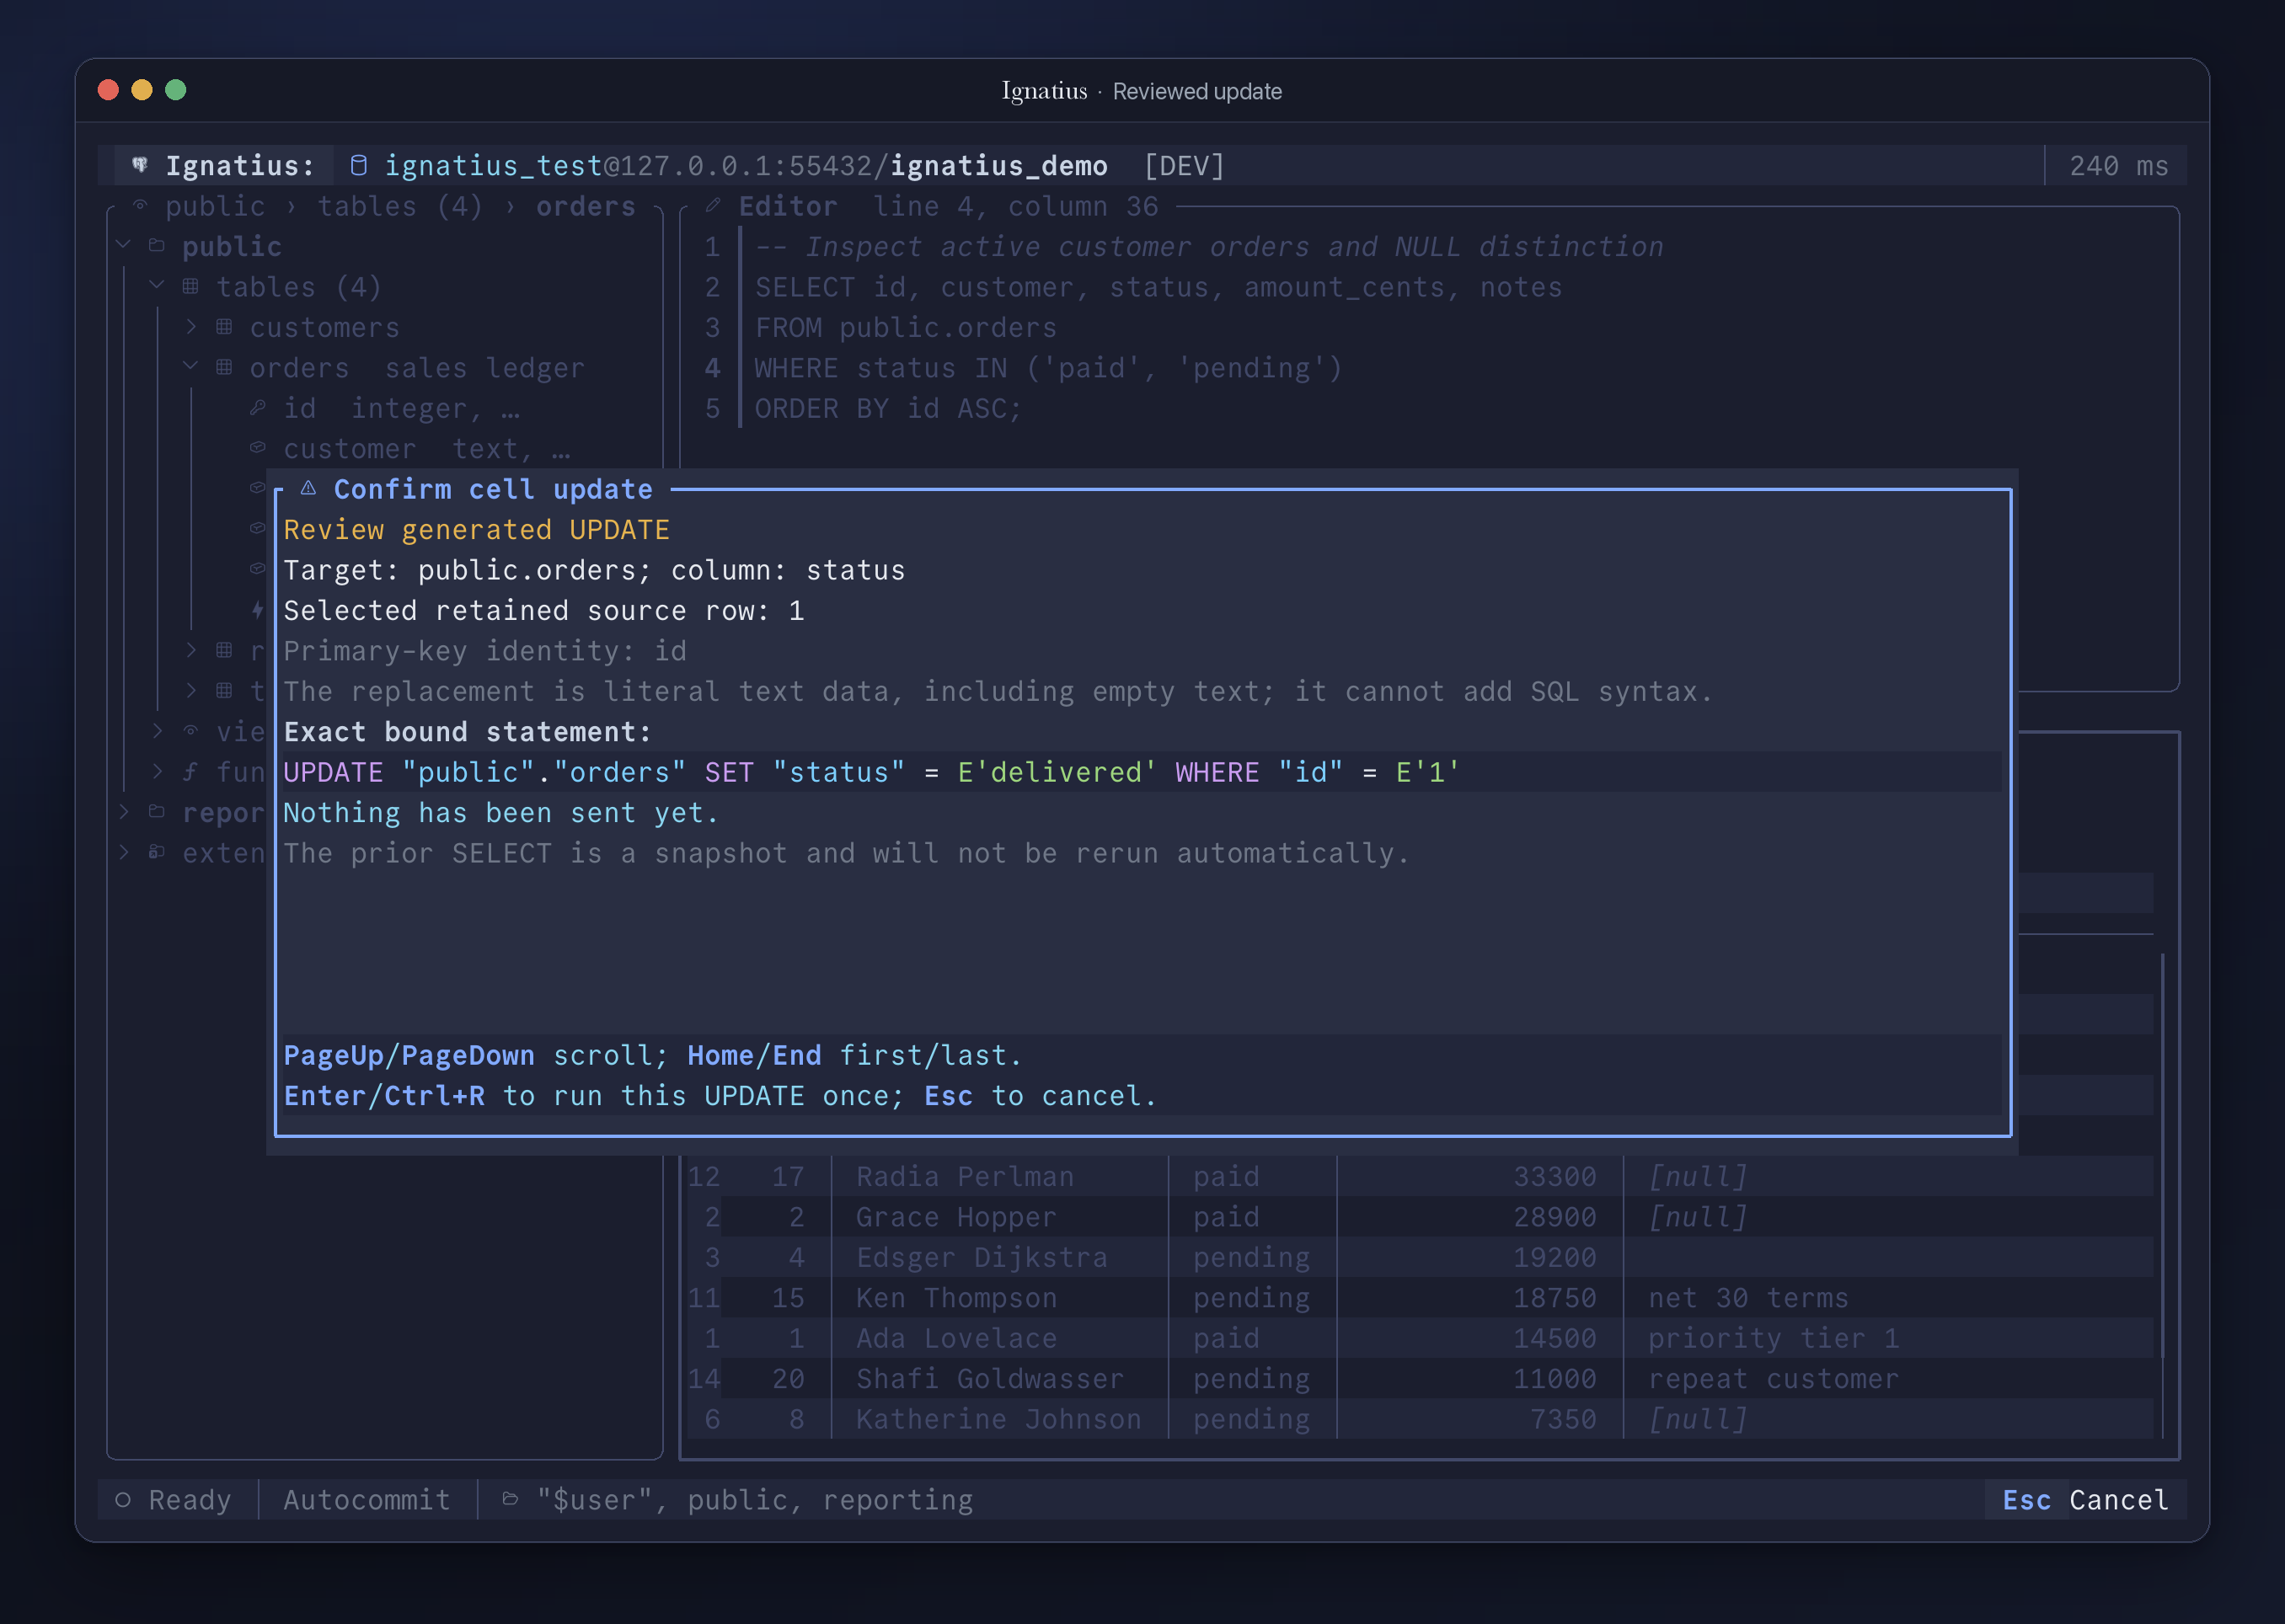 Ignatius · Reviewed update
Ignatius: ignatius_test@127.0.0.1:55432/ignatius_demo [DEV] 240 ms
public › tables (4) › orders
public
tables (4)
customers
orders sales ledger
id integer, …
customer text, …
r
t
vie
fun
repor
exten
Editor line 4, column 36
1 -- Inspect active customer orders and NULL distinction
2 SELECT id, customer, status, amount_cents, notes
3 FROM public.orders
4 WHERE status IN ('paid', 'pending')
5 ORDER BY id ASC;
Confirm cell update
Review generated UPDATE
Target: public.orders; column: status
Selected retained source row: 1
Primary-key identity: id
The replacement is literal text data, including empty text; it cannot add SQL syntax.
Exact bound statement:
UPDATE "public"."orders" SET "status" = E'delivered' WHERE "id" = E'1'
Nothing has been sent yet.
The prior SELECT is a snapshot and will not be rerun automatically.
PageUp/PageDown scroll; Home/End first/last.
Enter/Ctrl+R to run this UPDATE once; Esc to cancel.
12 17 Radia Perlman paid 33300 [null]
2 2 Grace Hopper paid 28900 [null]
3 4 Edsger Dijkstra pending 19200
11 15 Ken Thompson pending 18750 net 30 terms
1 1 Ada Lovelace paid 14500 priority tier 1
14 20 Shafi Goldwasser pending 11000 repeat customer
6 8 Katherine Johnson pending 7350 [null]
Ready Autocommit "$user", public, reporting Esc Cancel